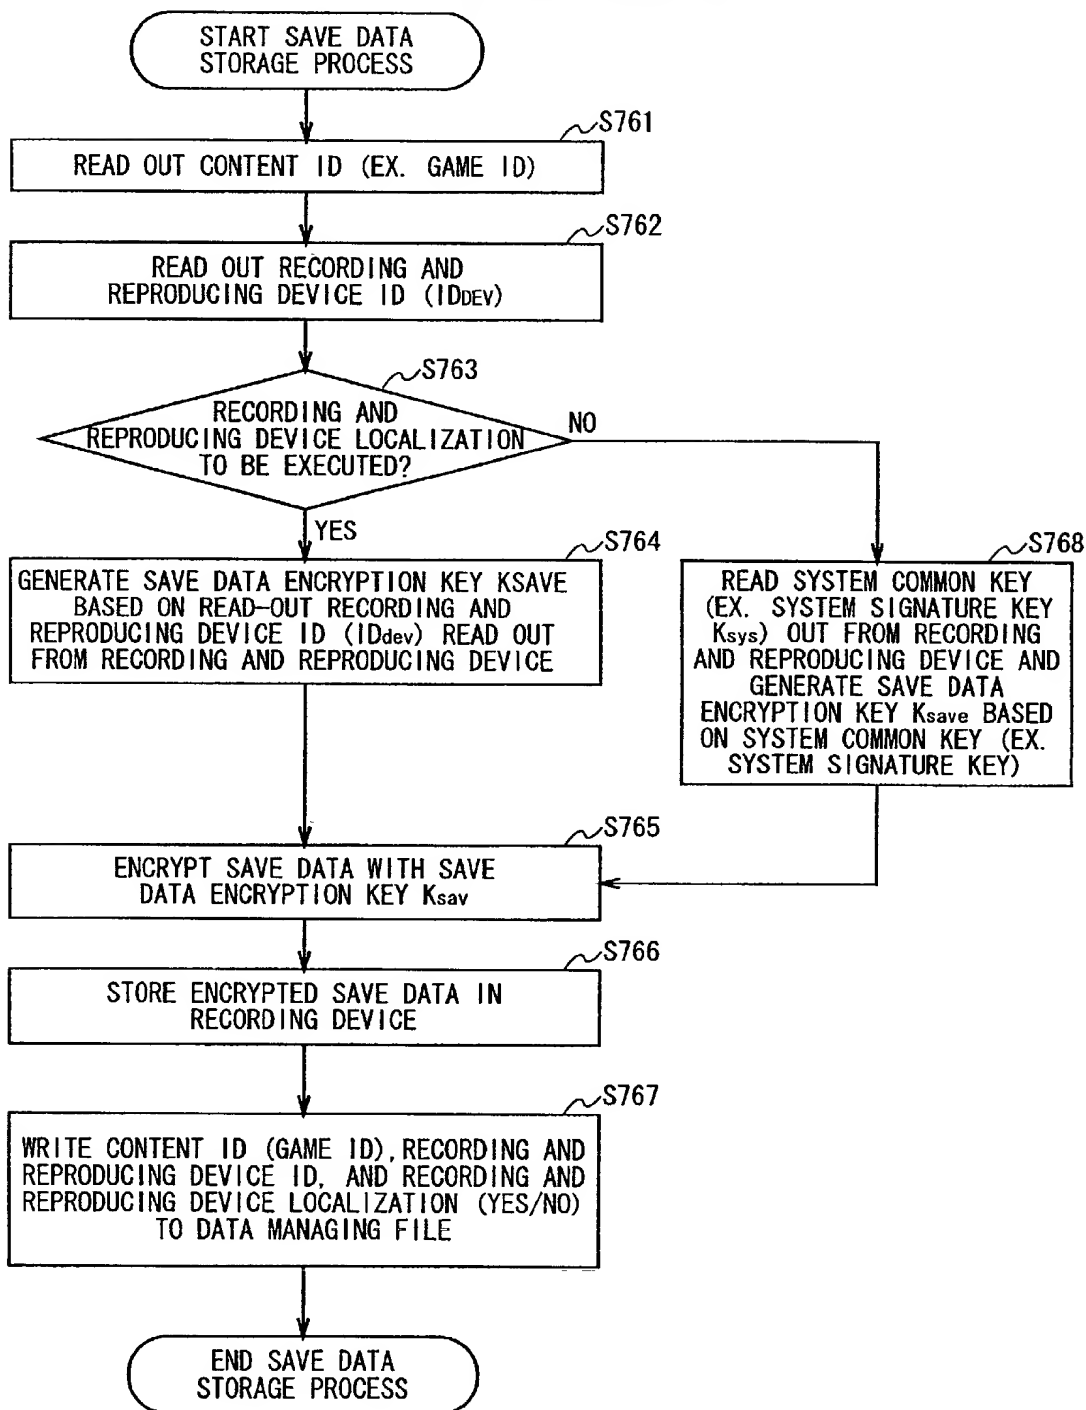 START SAVE DATA
STORAGE PROCESS
S761
READ OUT CONTENT ID (EX. GAME ID)
S762
READ OUT RECORDING AND
REPRODUCING DEVICE ID (IDDEV)
S763
RECORDING AND
REPRODUCING DEVICE LOCALIZATION
TO BE EXECUTED?
NO
YES
S764
GENERATE SAVE DATA ENCRYPTION KEY KSAVE
BASED ON READ-OUT RECORDING AND
REPRODUCING DEVICE ID (IDdev) READ OUT
FROM RECORDING AND REPRODUCING DEVICE
S768
READ SYSTEM COMMON KEY
(EX. SYSTEM SIGNATURE KEY
Ksys) OUT FROM RECORDING
AND REPRODUCING DEVICE AND
GENERATE SAVE DATA
ENCRYPTION KEY Ksave BASED
ON SYSTEM COMMON KEY (EX.
SYSTEM SIGNATURE KEY)
S765
ENCRYPT SAVE DATA WITH SAVE
DATA ENCRYPTION KEY Ksav
S766
STORE ENCRYPTED SAVE DATA IN
RECORDING DEVICE
S767
WRITE CONTENT ID (GAME ID), RECORDING AND
REPRODUCING DEVICE ID, AND RECORDING AND
REPRODUCING DEVICE LOCALIZATION (YES/NO)
TO DATA MANAGING FILE
END SAVE DATA
STORAGE PROCESS